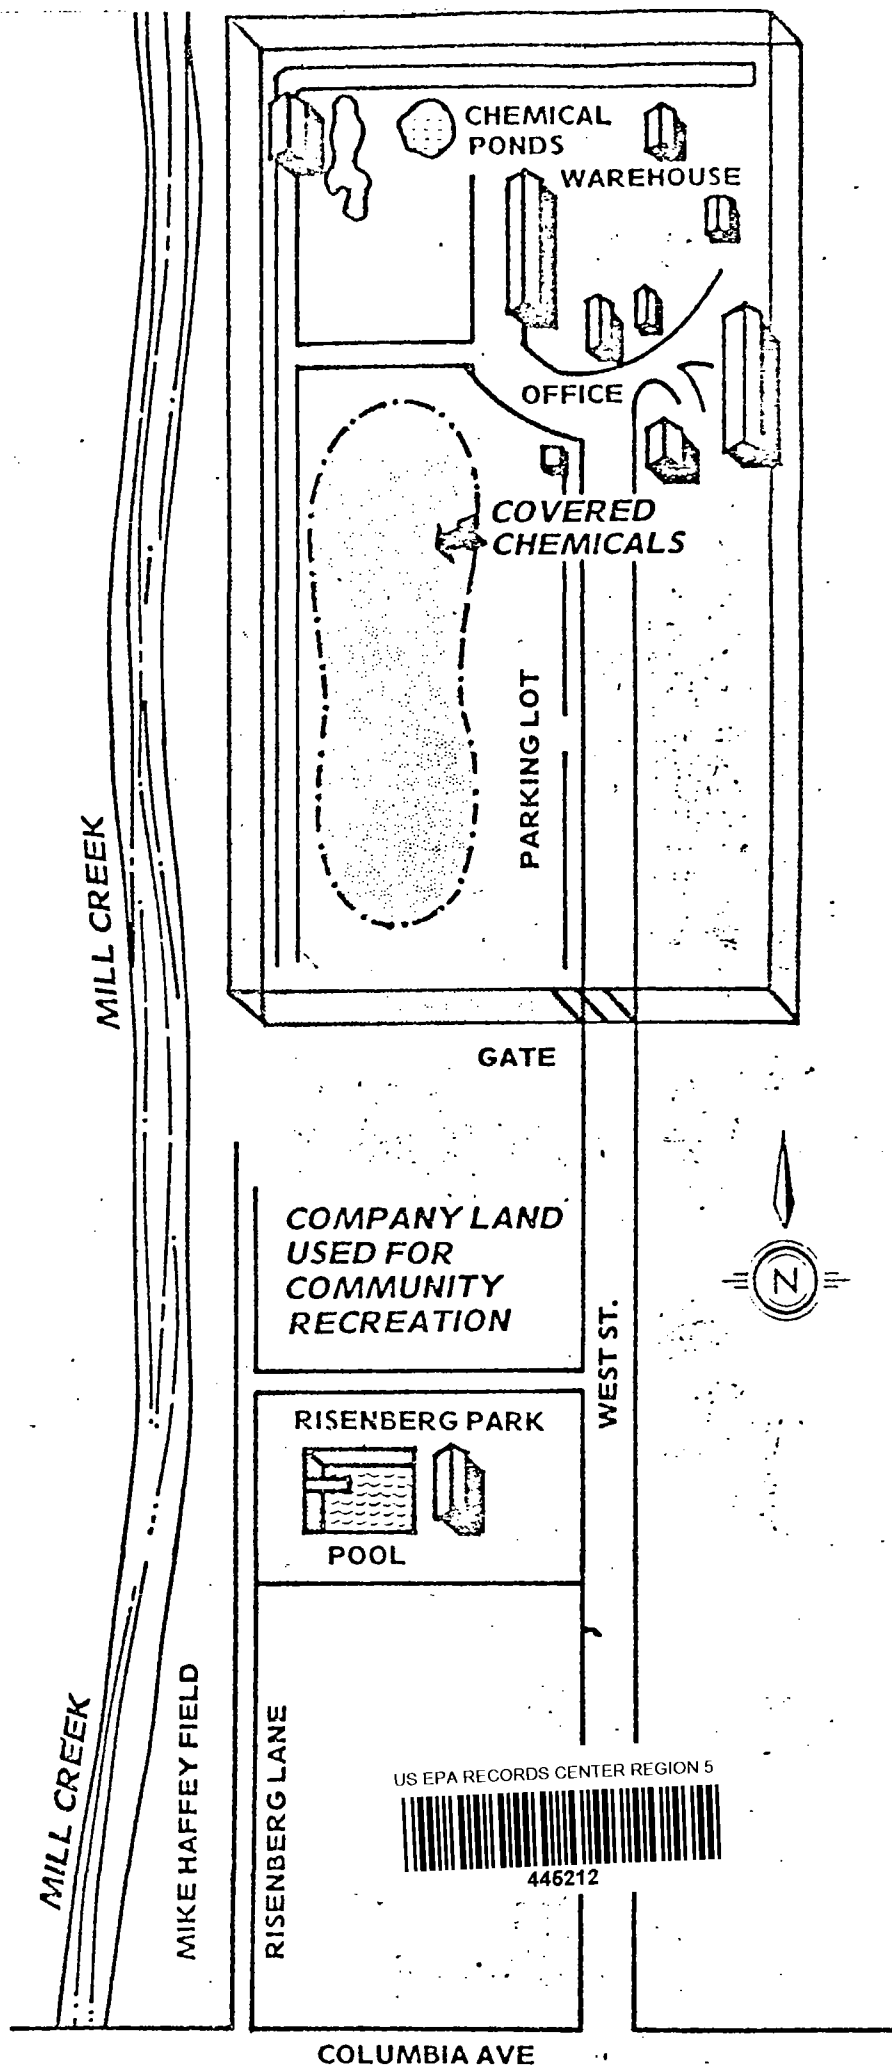 CHEMICAL
PONDS
WAREHOUSE
OFFICE
COVERED
CHEMICALS
PARKING LOT
MILL CREEK
GATE
COMPANY LAND
USED FOR
COMMUNITY
RECREATION
N
WEST ST.
RISENBERG PARK
POOL
MILL CREEK
MIKE HAFFEY FIELD
RISENBERG LANE
US EPA RECORDS CENTER REGION 5
446212
COLUMBIA AVE